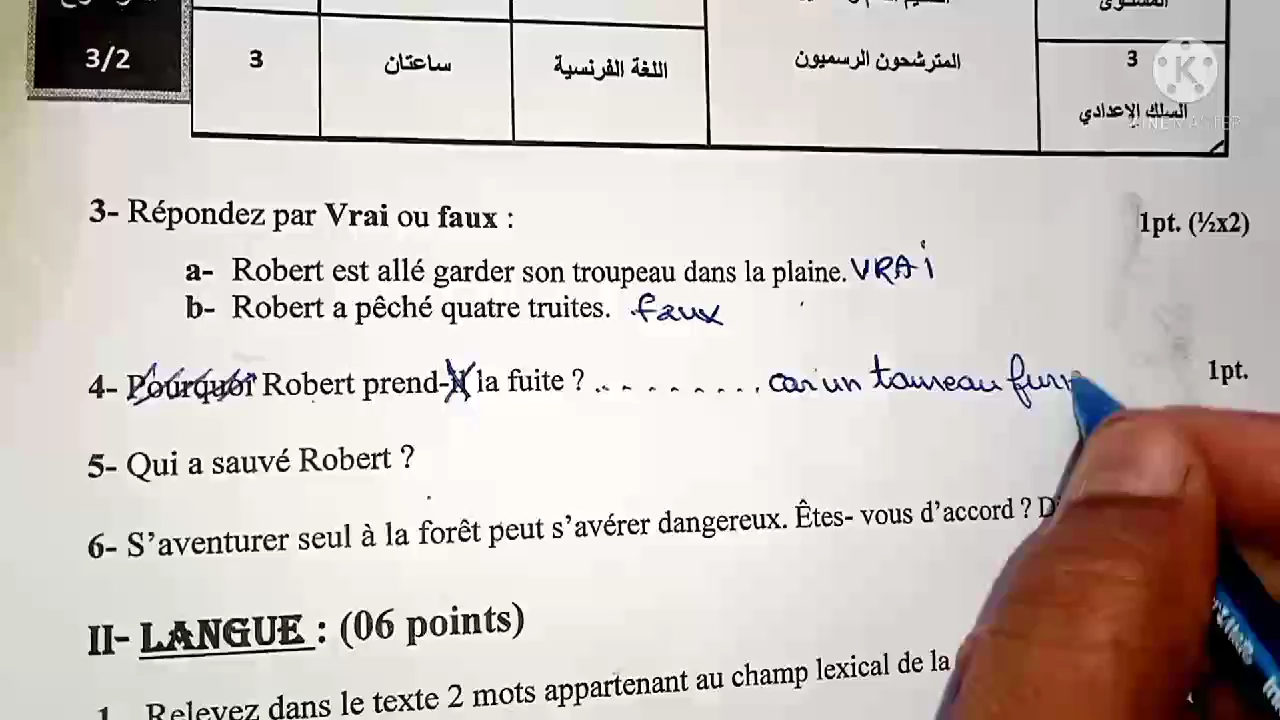 3/2 3 ساعتان اللغة الفرنسية المترشحون الرسميون 3
السلك الإعدادي
K
3- Répondez par Vrai ou faux : 1pt. (½x2)
a- Robert est allé garder son troupeau dans la plaine. VRAi
b- Robert a pêché quatre truites. faux
4- Pourquoi Robert prend-il la fuite ? ......... car un taureau fur 1pt.
5- Qui a sauvé Robert ?
6- S'aventurer seul à la forêt peut s'avérer dangereux. Êtes- vous d'accord ? D
II- LANGUE : (06 points)
1 Relevez dans le texte 2 mots appartenant au champ lexical de la